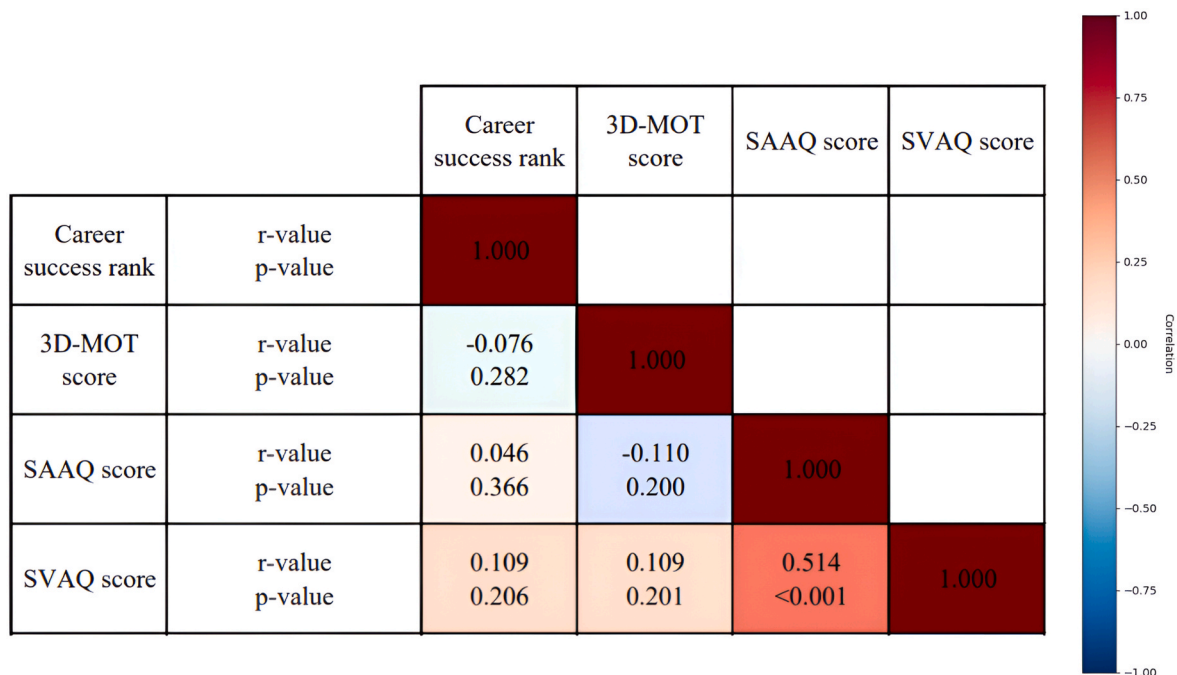 1.00
Career
success rank
3D-MOT
score
SAAQ score
SVAQ score
0.75
Career
success rank
r-value
p-value
1.000
0.50
0.25
3D-MOT
score
r-value
p-value
-0.076
0.282
1.000
0.00
Correlation
SAAQ score
r-value
p-value
0.046
0.366
-0.110
0.200
1.000
−0.25
−0.50
SVAQ score
r-value
p-value
0.109
0.206
0.109
0.201
0.514
<0.001
1.000
−0.75
−1.00